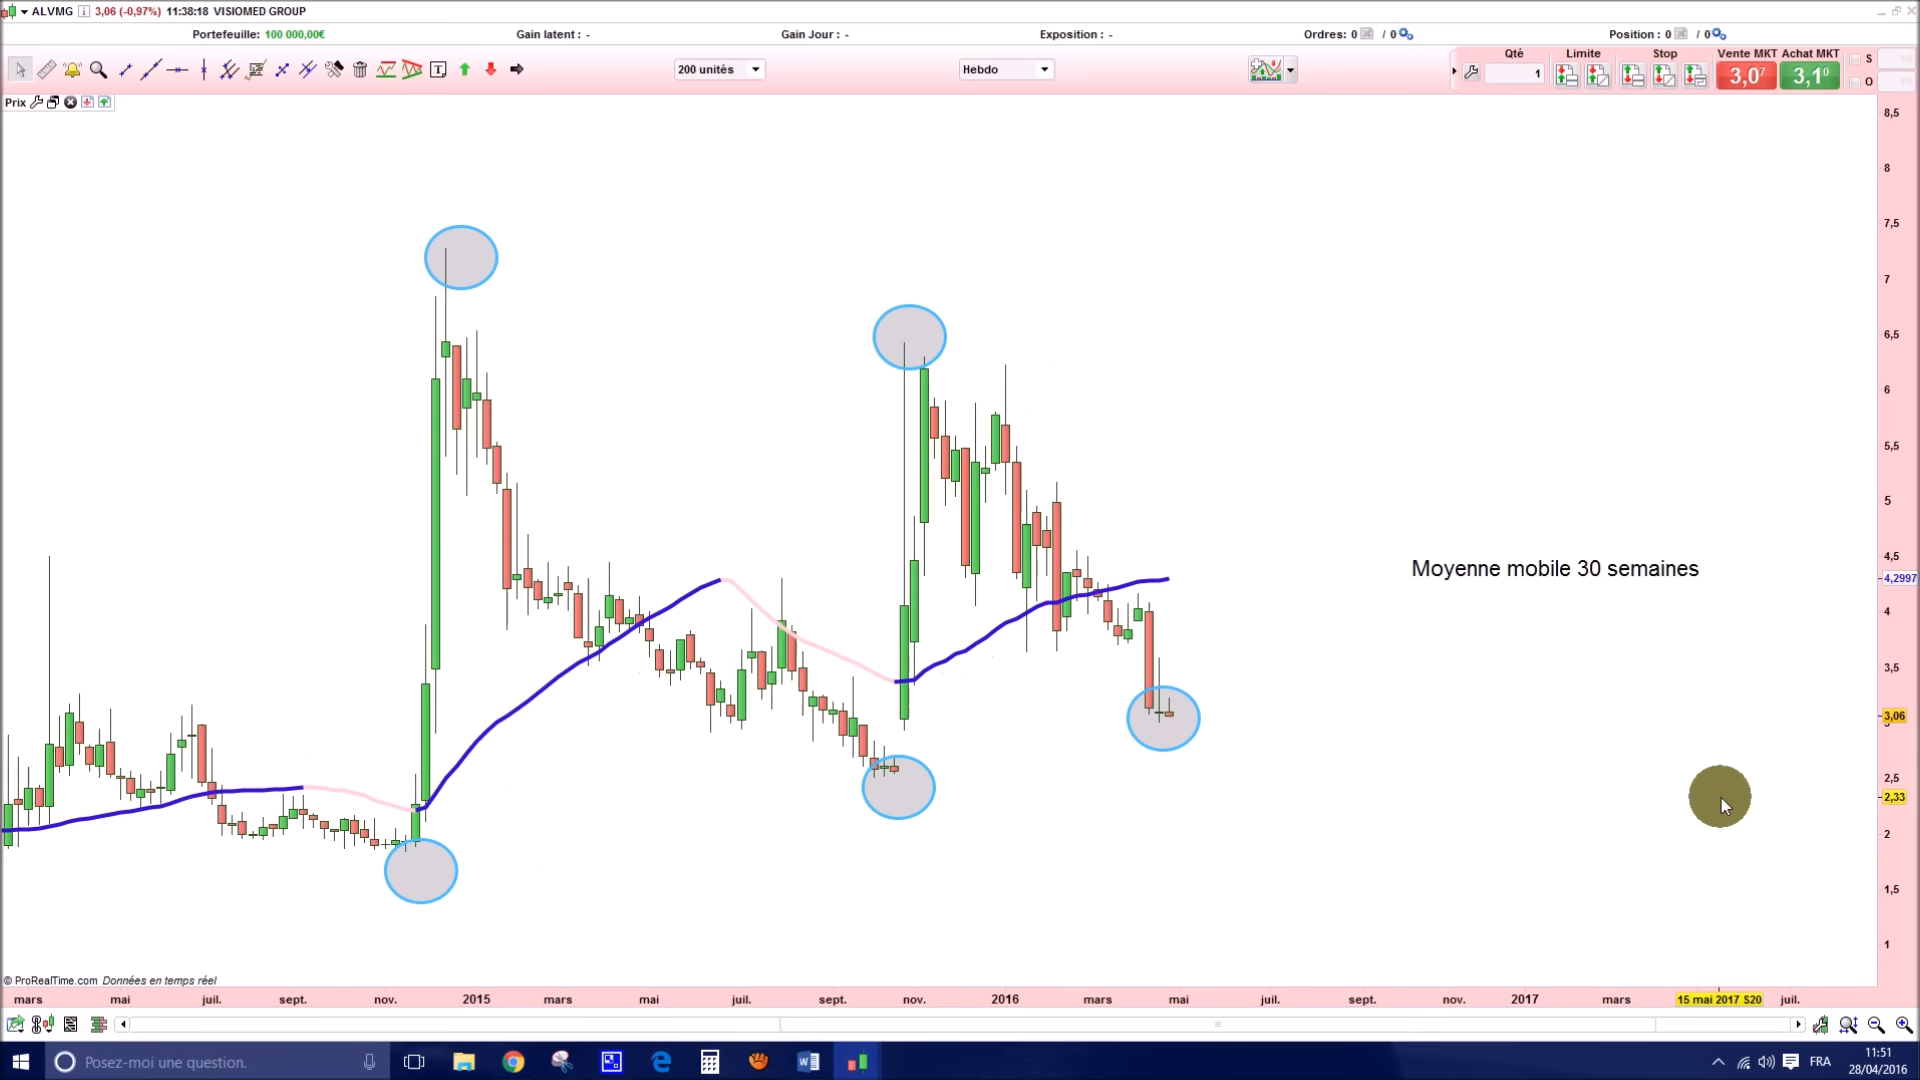 ALVMG 3,06 (-0,97%) 11:38:18 VISIOMED GROUP
Portefeuille: 100 000,00€ Gain latent : - Gain Jour : - Exposition : - Ordres: 0 / 0 Position : 0 / 0
200 unités Hebdo
Qté Limite Stop Vente MKT Achat MKT S
1 3,0⁷ 3,1⁰ O
Prix
8,5
8
7,5
7
6,5
6
5,5
5
4,5
Moyenne mobile 30 semaines
4,2997
4
3,5
3,06
2,5
2,33
2
1,5
1
© ProRealTime.com Données en temps réel
mars mai juil. sept. nov. 2015 mars mai juil. sept. nov. 2016 mars mai juil. sept. nov. 2017 mars 15 mai 2017 S20 juil.
Posez-moi une question.
FRA
11:51
28/04/2016